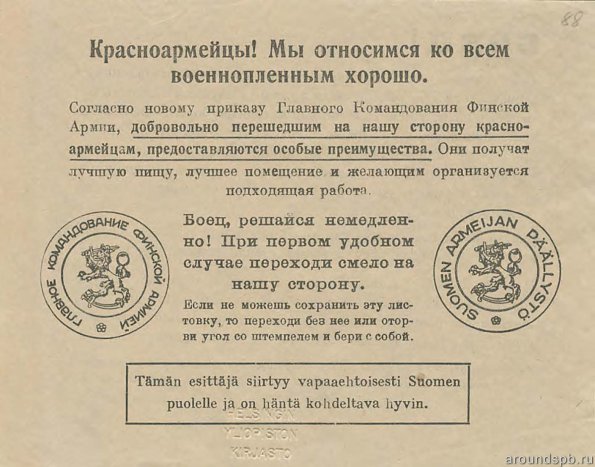 88
Красноармейцы! Мы относимся ко всем
военнопленным хорошо.
Согласно новому приказу Главного Командования Финской
Армии, добровольно перешедшим на нашу сторону красно-
армейцам, предоставляются особые преимущества. Они получат
лучшую пищу, лучшее помещение и желающим организуется
подходящая работа.
ГЛАВНОЕ КОМАНДОВАНИЕ ФИНСКОЙ АРМИЕЙ
Боец, решайся немедлен-
но! При первом удобном
случае переходи смело на
нашу сторону.
Если не можешь сохранить эту лис-
товку, то переходи без нее или отор-
ви угол со штемпелем и бери с собой.
SUOMEN ARMEIJAN PÄÄLLYSTÖ
Tämän esittäjä siirtyy vapaaehtoisesti Suomen
puolelle ja on häntä kohdeltava hyvin.
HELSINGIN
YLIOPISTON
KIRJASTO
aroundspb.ru